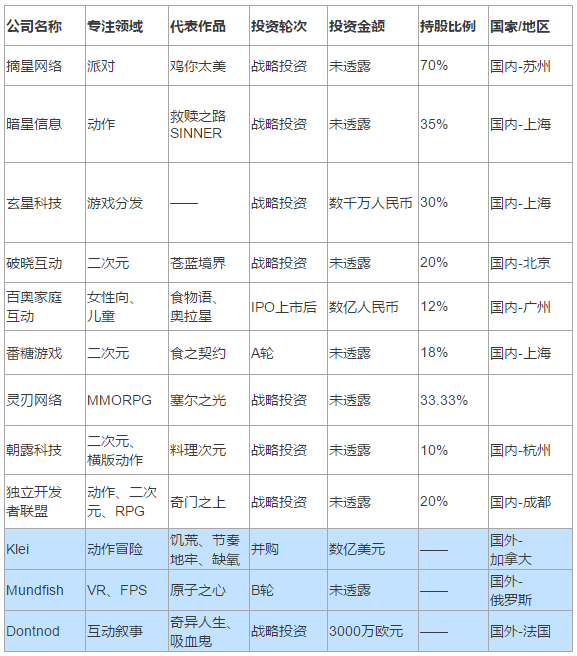 公司名称 专注领域 代表作品 投资轮次 投资金额 持股比例 国家/地区
摘星网络 派对 鸡你太美 战略投资 未透露 70% 国内-苏州
暗星信息 动作 救赎之路 SINNER 战略投资 未透露 35% 国内-上海
玄星科技 游戏分发 —— 战略投资 数千万人民币 30% 国内-上海
破晓互动 二次元 苍蓝境界 战略投资 未透露 20% 国内-北京
百奥家庭互动 女性向、儿童 食物语、奥拉星 IPO上市后 数亿人民币 12% 国内-广州
番糖游戏 二次元 食之契约 A轮 未透露 18% 国内-上海
灵刃网络 MMORPG 塞尔之光 战略投资 未透露 33.33%
朝露科技 二次元、横版动作 料理次元 战略投资 未透露 10% 国内-杭州
独立开发者联盟 动作、二次元、RPG 奇门之上 战略投资 未透露 20% 国内-成都
Klei 动作冒险 饥荒、节奏地牢、缺氧 并购 数亿美元 —— 国外-加拿大
Mundfish VR、FPS 原子之心 B轮 未透露 —— 国外-俄罗斯
Dontnod 互动叙事 奇异人生、吸血鬼 战略投资 3000万欧元 —— 国外-法国